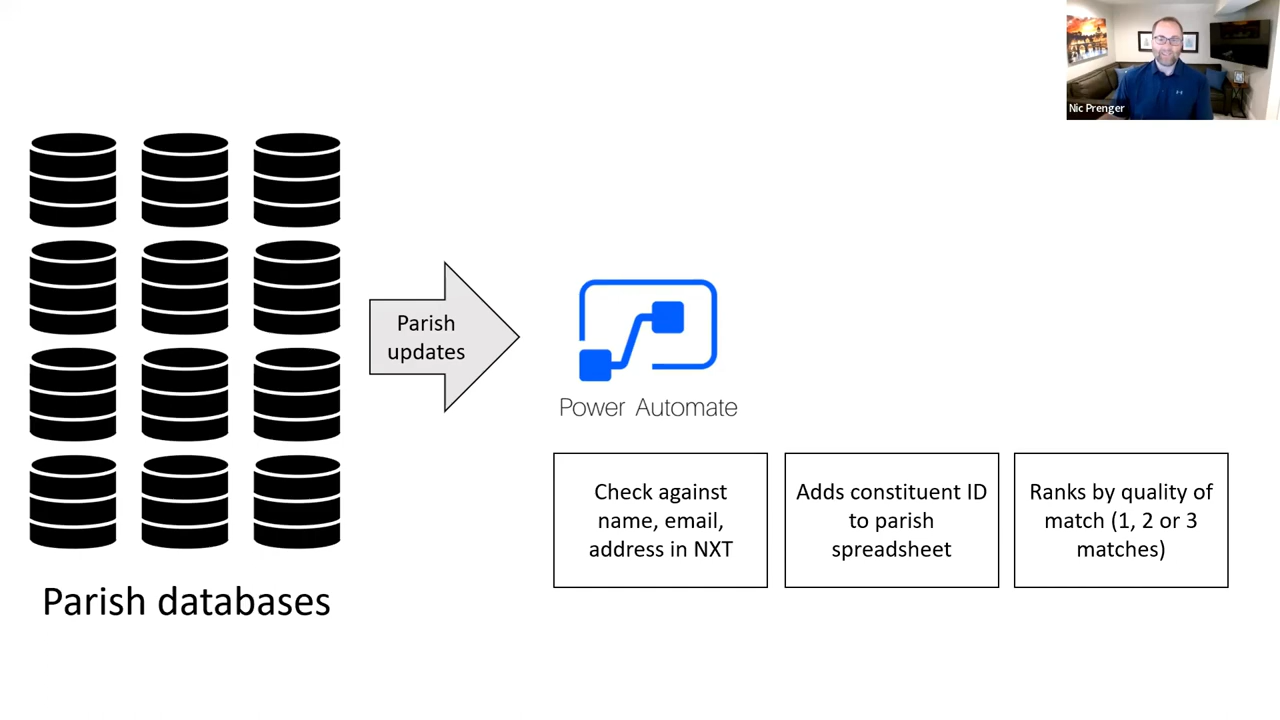 Nic Prenger
Parish
updates
Power Automate
Check against
name, email,
address in NXT
Adds constituent ID
to parish
spreadsheet
Ranks by quality of
match (1, 2 or 3
matches)
Parish databases